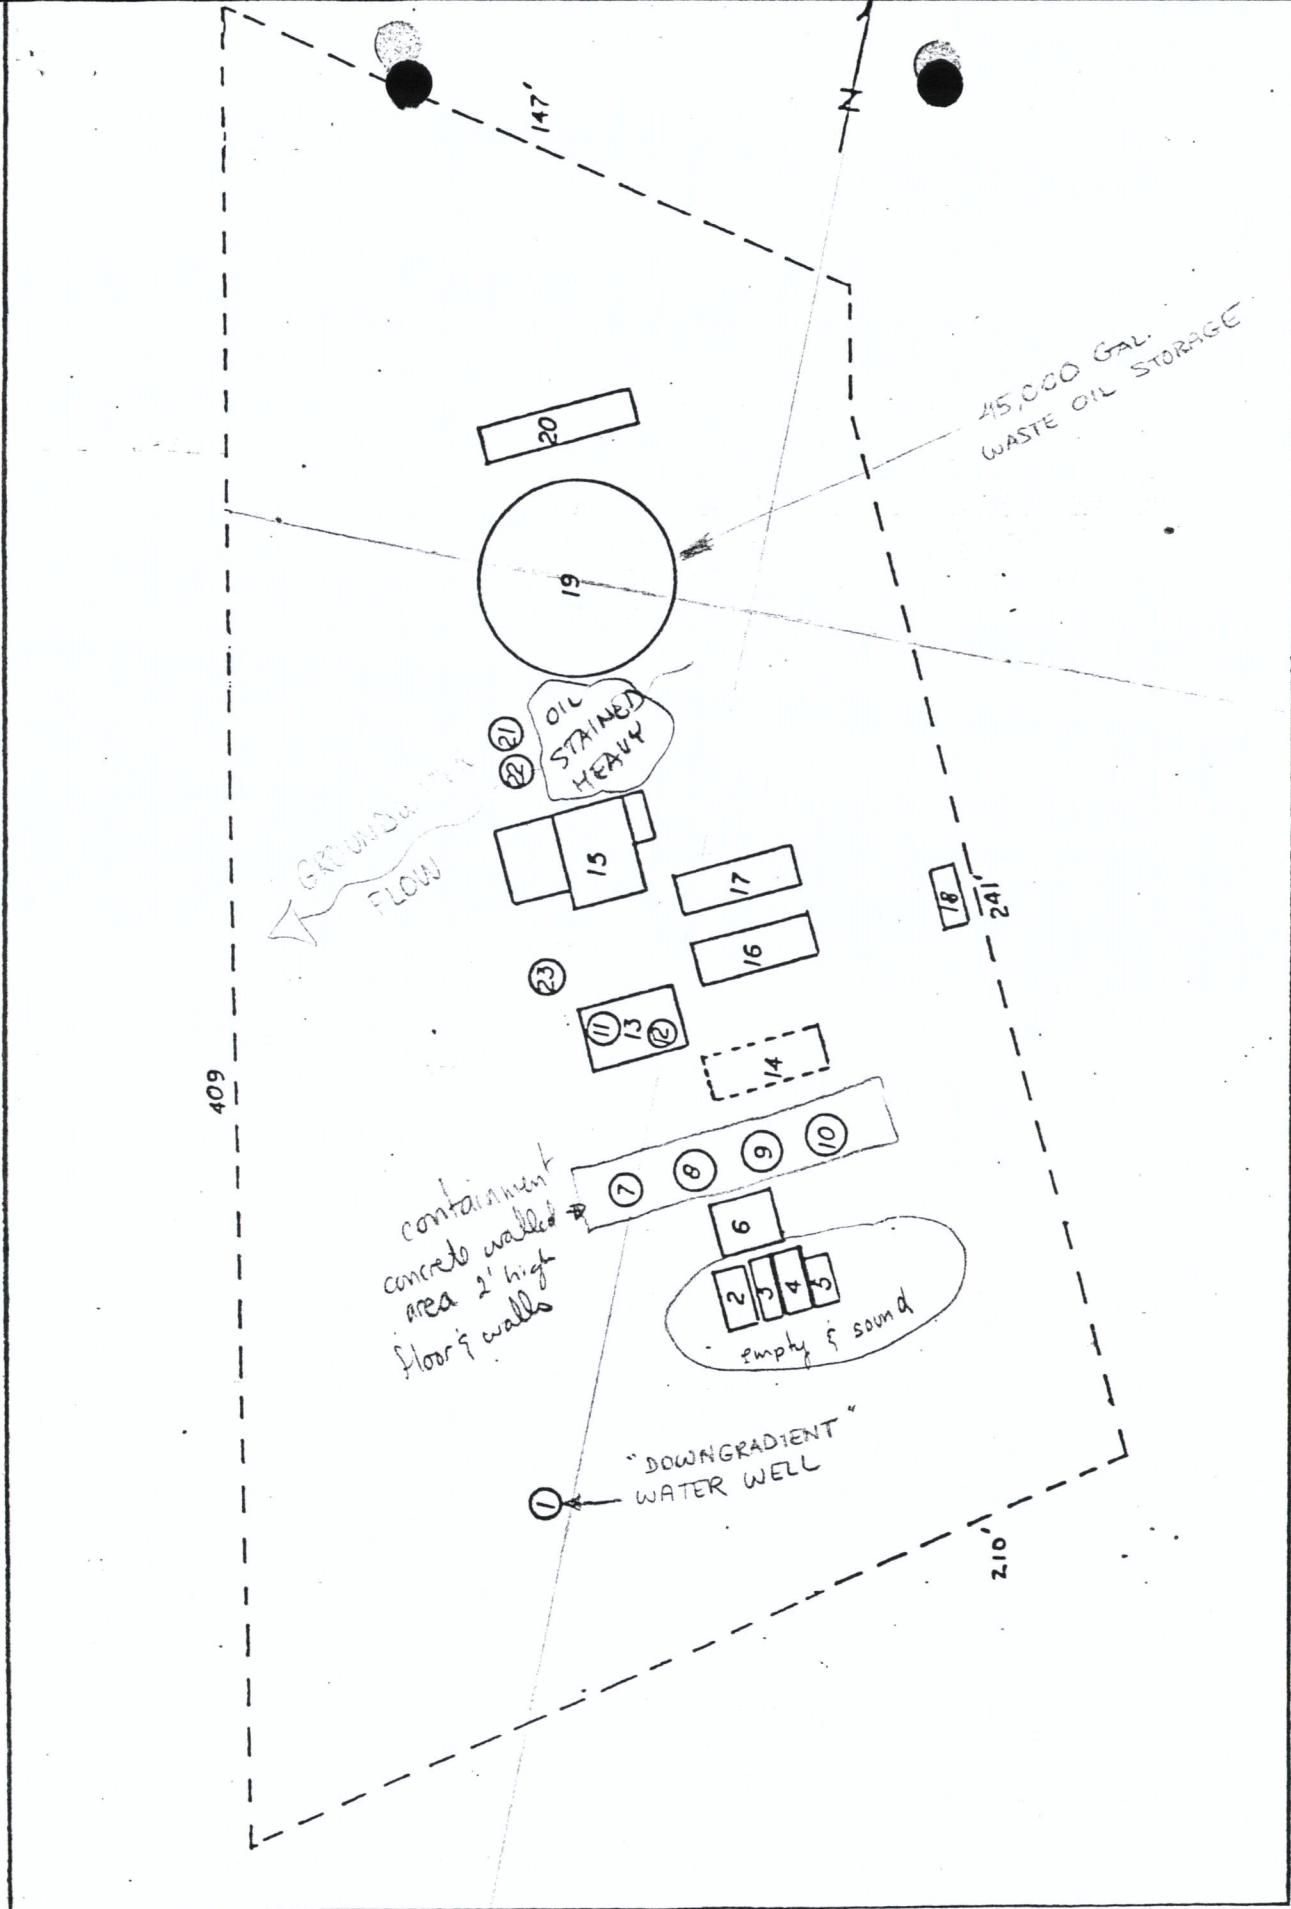 147'
N
45,000 GAL.
WASTE OIL STORAGE
20
19
OIL
STAINED
HEAVY
21
22
GROUNDWATER
FLOW
15
17
16
18
241'
23
11
13
12
14
409
containment
concrete walled
area 2' high
floor & walls
7
8
9
10
6
2
3
4
5
empty & sound
"DOWNGRADIENT"
WATER WELL
1
210'